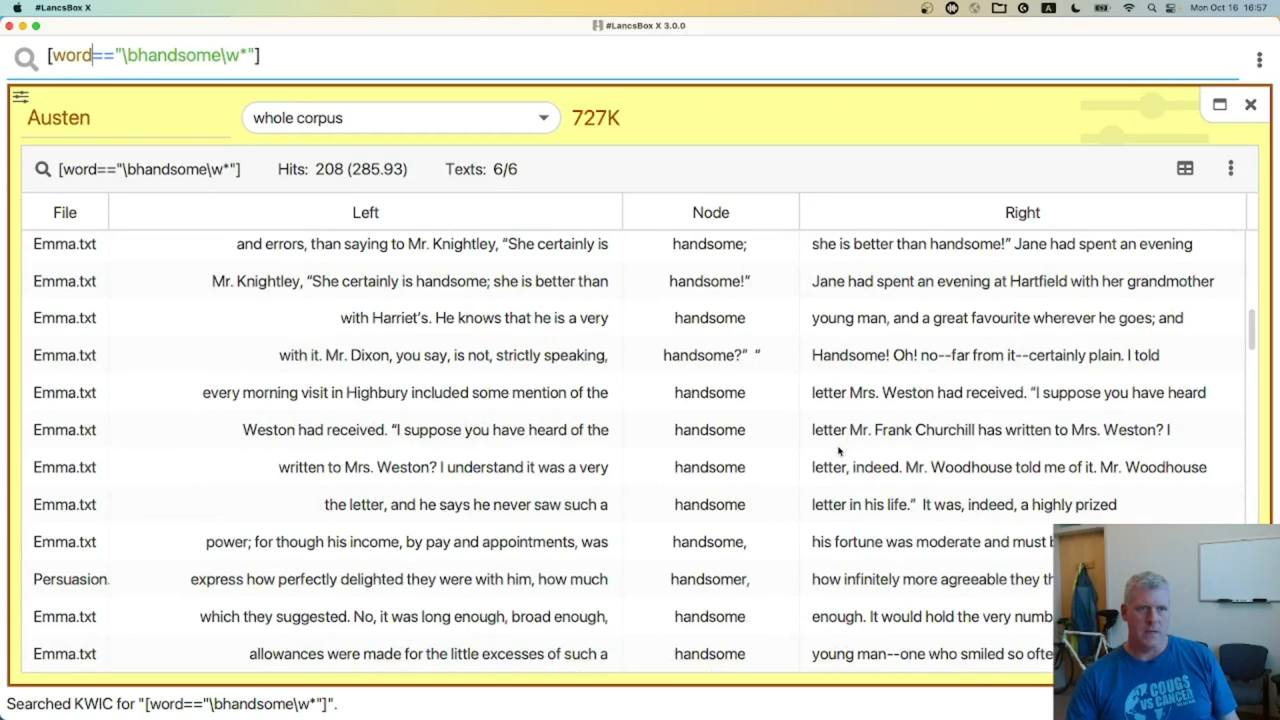 #LancsBox X
Mon Oct 16 16:57
#LancsBox X 3.0.0
[word=="\bhandsome\w*"]
Austen whole corpus 727K
[word=="\bhandsome\w*"] Hits: 208 (285.93) Texts: 6/6
File Left Node Right
Emma.txt and errors, than saying to Mr. Knightley, “She certainly is handsome; she is better than handsome!” Jane had spent an evening
Emma.txt Mr. Knightley, “She certainly is handsome; she is better than handsome!” Jane had spent an evening at Hartfield with her grandmother
Emma.txt with Harriet’s. He knows that he is a very handsome young man, and a great favourite wherever he goes; and
Emma.txt with it. Mr. Dixon, you say, is not, strictly speaking, handsome?” “ Handsome! Oh! no--far from it--certainly plain. I told
Emma.txt every morning visit in Highbury included some mention of the handsome letter Mrs. Weston had received. “I suppose you have heard
Emma.txt Weston had received. “I suppose you have heard of the handsome letter Mr. Frank Churchill has written to Mrs. Weston? I
Emma.txt written to Mrs. Weston? I understand it was a very handsome letter, indeed. Mr. Woodhouse told me of it. Mr. Woodhouse
Emma.txt the letter, and he says he never saw such a handsome letter in his life.” It was, indeed, a highly prized
Emma.txt power; for though his income, by pay and appointments, was handsome, his fortune was moderate and must
Persuasion. express how perfectly delighted they were with him, how much handsomer, how infinitely more agreeable they
Emma.txt which they suggested. No, it was long enough, broad enough, handsome enough. It would hold the very
Emma.txt allowances were made for the little excesses of such a handsome young man--one who smiled so
COUGS
VS CANCER
Searched KWIC for "[word=="\bhandsome\w*"]".